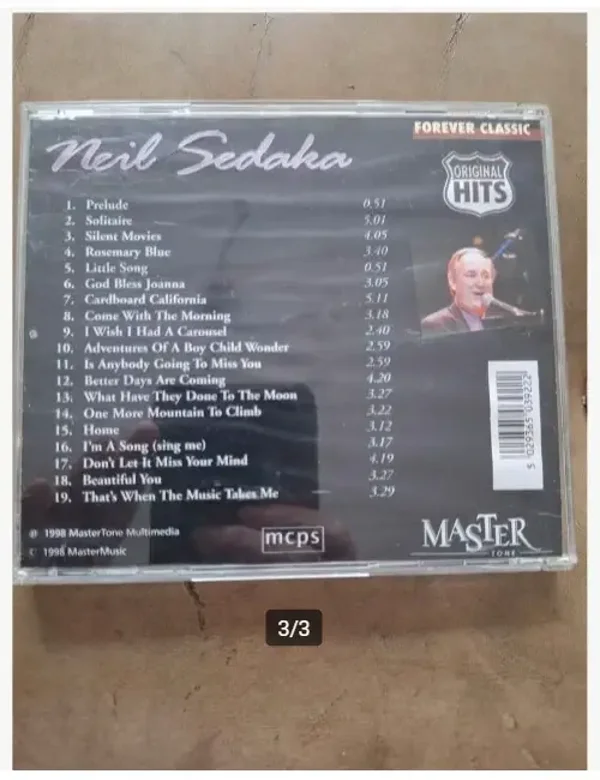 Neil Sedaka
FOREVER CLASSIC
ORIGINAL
HITS
1. Prelude 0.51
2. Solitaire 5.01
3. Silent Movies 4.05
4. Rosemary Blue 3.40
5. Little Song 0.51
6. God Bless Joanna 3.05
7. Cardboard California 5.11
8. Come With The Morning 3.18
9. I Wish I Had A Carousel 2.40
10. Adventures Of A Boy Child Wonder 2.59
11. Is Anybody Going To Miss You 2.59
12. Better Days Are Coming 4.20
13. What Have They Done To The Moon 3.27
14. One More Mountain To Climb 3.22
15. Home 3.12
16. I'm A Song (sing me) 3.17
17. Don't Let It Miss Your Mind 4.19
18. Beautiful You 3.27
19. That's When The Music Takes Me 3.29
5 029365 039222
℗ 1998 MasterTone Multimedia
© 1998 MasterMusic
mcps
MASTER
TONE
3/3